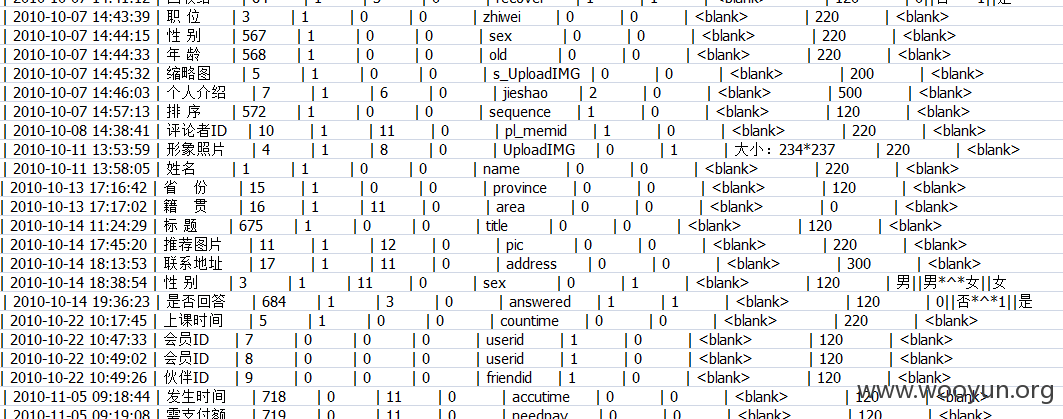 | 2010-10-07 14:43:39 | 职 位 | 3 | 1 | 0 | 0 | zhiwei | 0 | 0 | <blank> | 220 | <blank>
| 2010-10-07 14:44:15 | 性 别 | 567 | 1 | 0 | 0 | sex | 0 | 0 | <blank> | 220 | <blank>
| 2010-10-07 14:44:33 | 年 龄 | 568 | 1 | 0 | 0 | old | 0 | 0 | <blank> | 220 | <blank>
| 2010-10-07 14:45:32 | 缩略图 | 5 | 1 | 0 | 0 | s_UploadIMG | 0 | 0 | <blank> | 200 | <blank>
| 2010-10-07 14:46:03 | 个人介绍 | 7 | 1 | 6 | 0 | jieshao | 2 | 0 | <blank> | 500 | <blank>
| 2010-10-07 14:57:13 | 排 序 | 572 | 1 | 0 | 0 | sequence | 1 | 0 | <blank> | 120 | <blank>
| 2010-10-08 14:38:41 | 评论者ID | 10 | 1 | 11 | 0 | pl_memid | 1 | 0 | <blank> | 220 | <blank>
| 2010-10-11 13:53:59 | 形象照片 | 4 | 1 | 8 | 0 | UploadIMG | 0 | 1 | 大小：234*237 | 220 | <blank>
| 2010-10-11 13:58:05 | 姓名 | 1 | 1 | 0 | 0 | name | 0 | 0 | <blank> | 220 | <blank>
| 2010-10-13 17:16:42 | 省 份 | 15 | 1 | 0 | 0 | province | 0 | 0 | <blank> | 120 | <blank>
| 2010-10-13 17:17:02 | 籍 贯 | 16 | 1 | 11 | 0 | area | 0 | 0 | <blank> | 0 | <blank>
| 2010-10-14 11:24:29 | 标 题 | 675 | 1 | 0 | 0 | title | 0 | 0 | <blank> | 120 | <blank>
| 2010-10-14 17:45:20 | 推荐图片 | 11 | 1 | 12 | 0 | pic | 0 | 0 | <blank> | 220 | <blank>
| 2010-10-14 18:13:53 | 联系地址 | 17 | 1 | 11 | 0 | address | 0 | 0 | <blank> | 300 | <blank>
| 2010-10-14 18:38:54 | 性 别 | 3 | 1 | 11 | 0 | sex | 0 | 1 | <blank> | 120 | 男||男*^*女||女
| 2010-10-14 19:36:23 | 是否回答 | 684 | 1 | 3 | 0 | answered | 1 | 1 | <blank> | 120 | 0||否*^*1||是
| 2010-10-22 10:17:45 | 上课时间 | 5 | 1 | 0 | 0 | countime | 0 | 0 | <blank> | 220 | <blank>
| 2010-10-22 10:47:33 | 会员ID | 7 | 0 | 0 | 0 | userid | 1 | 0 | <blank> | 120 | <blank>
| 2010-10-22 10:49:02 | 会员ID | 8 | 0 | 0 | 0 | userid | 1 | 0 | <blank> | 120 | <blank>
| 2010-10-22 10:49:26 | 伙伴ID | 9 | 0 | 0 | 0 | friendid | 1 | 0 | <blank> | 120 | <blank>
| 2010-11-05 09:18:44 | 发生时间 | 718 | 0 | 11 | 0 | accutime | 0 | 0 | <blank> | 120 | <blank>
| 2010-11-05 09:19:08 | 需支付额 | 719 | 0 | 11 | 0 | needpay | 0 | 0 | <blank>
www.wooyun.org